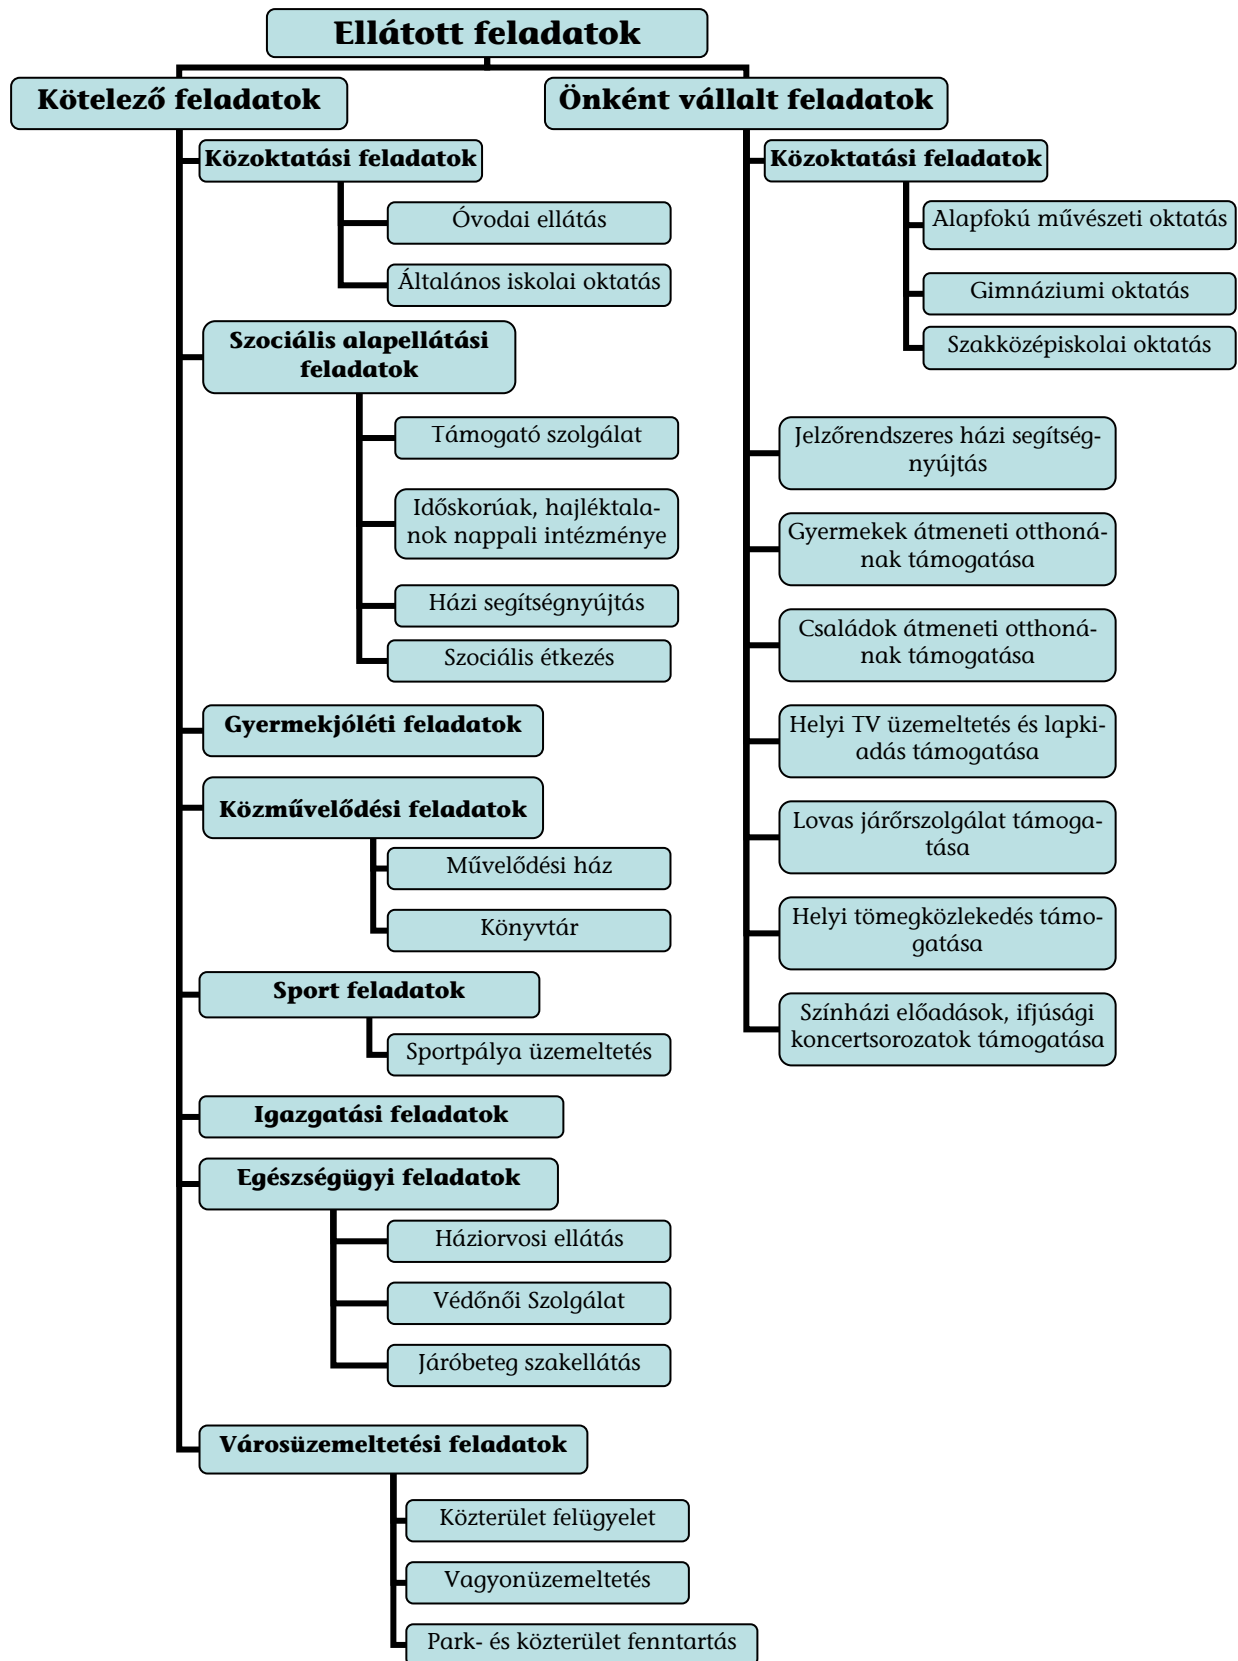 Ellátott feladatok
Kötelező feladatok
Közoktatási feladatok
Óvodai ellátás
Általános iskolai oktatás
Szociális alapellátási
feladatok
Támogató szolgálat
Időskorúak, hajléktala-
nok nappali intézménye
Házi segítségnyújtás
Szociális étkezés
Gyermekjóléti feladatok
Közművelődési feladatok
Művelődési ház
Könyvtár
Sport feladatok
Sportpálya üzemeltetés
Igazgatási feladatok
Egészségügyi feladatok
Háziorvosi ellátás
Védőnői Szolgálat
Járóbeteg szakellátás
Városüzemeltetési feladatok
Közterület felügyelet
Vagyonüzemeltetés
Park- és közterület fenntartás
Önként vállalt feladatok
Közoktatási feladatok
Alapfokú művészeti oktatás
Gimnáziumi oktatás
Szakközépiskolai oktatás
Jelzőrendszeres házi segítség-
nyújtás
Gyermekek átmeneti otthoná-
nak támogatása
Családok átmeneti otthoná-
nak támogatása
Helyi TV üzemeltetés és lapki-
adás támogatása
Lovas járőrszolgálat támoga-
tása
Helyi tömegközlekedés támo-
gatása
Színházi előadások, ifjúsági
koncertsorozatok támogatása